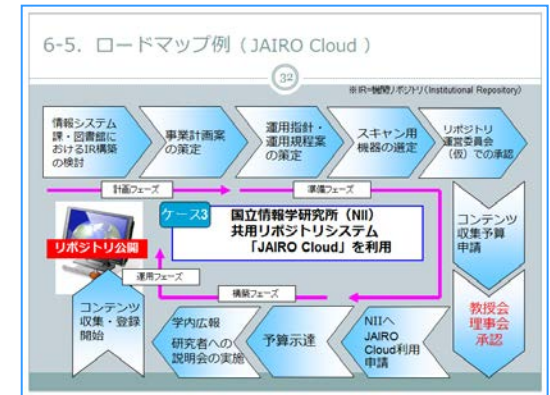 6-5. ロードマップ例（JAIRO Cloud）
32
※IR=機関リポジトリ(Institutional Repository)
情報システム
課・図書館に
おけるIR構築
の検討
事業計画案
の策定
運用指針・
運用規程案
の策定
スキャン用
機器の選定
リポジトリ
運営委員会
（仮）での承認
計画フェーズ
準備フェーズ
ケース3
国立情報学研究所（NII）
共用リポジトリシステム
「JAIRO Cloud」を利用
コンテンツ
収集予算
申請
リポジトリ公開
運用フェーズ
構築フェーズ
教授会
理事会
承認
コンテンツ
収集・登録
開始
学内広報
研究者への
説明会の実施
予算示達
NIIへ
JAIRO
Cloud利用
申請